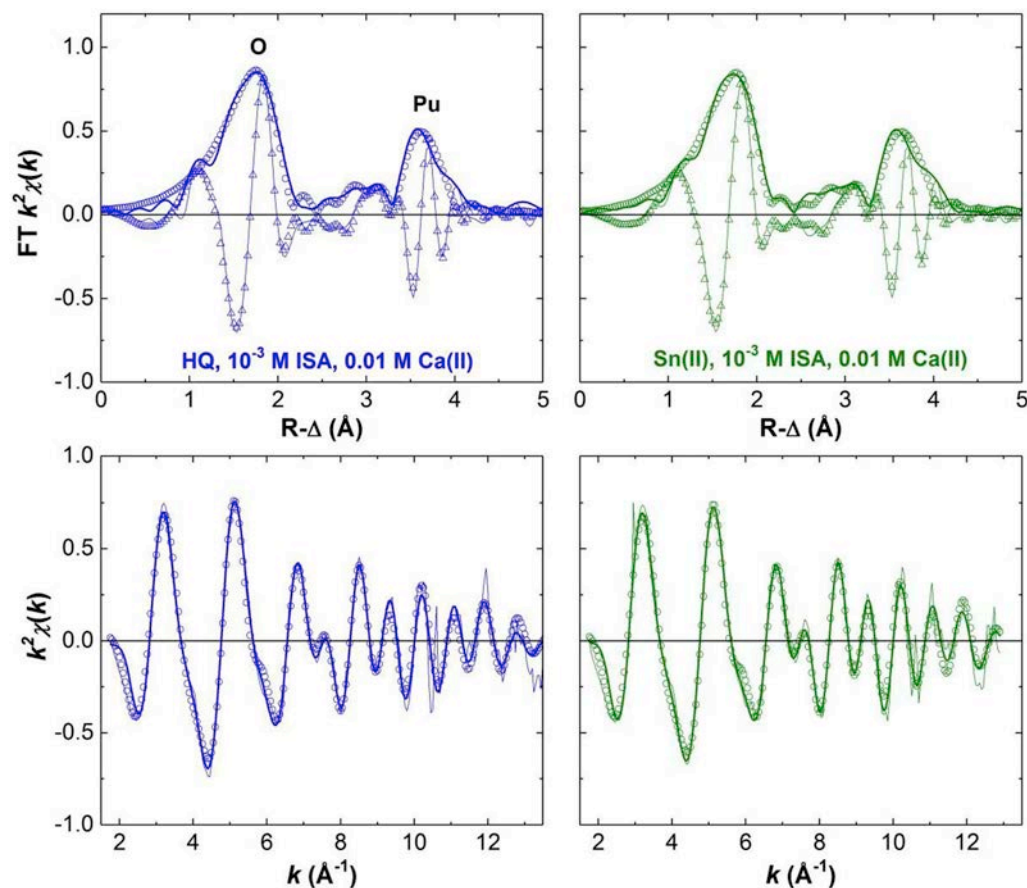 1.0
0.5
0.0
-0.5
-1.0
FT k²χ(k)
O
Pu
HQ, 10⁻³ M ISA, 0.01 M Ca(II)
0 1 2 3 4 5
R-Δ (Å)
Sn(II), 10⁻³ M ISA, 0.01 M Ca(II)
0 1 2 3 4 5
R-Δ (Å)
1.0
0.5
0.0
-0.5
-1.0
k²χ(k)
2 4 6 8 10 12
k (Å⁻¹)
2 4 6 8 10 12
k (Å⁻¹)